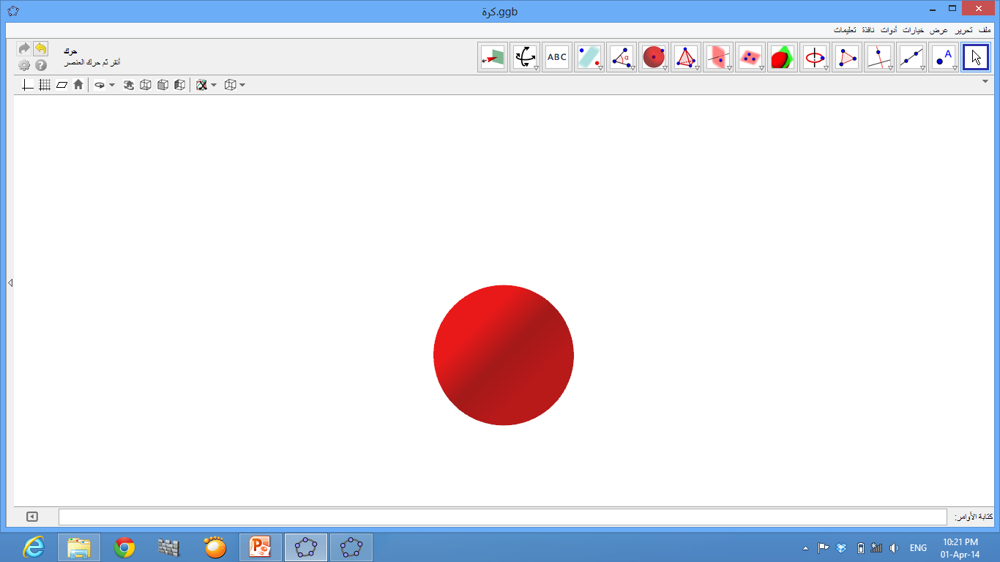 كرة.ggb
ملف تحرير عرض خيارات أدوات نافذة تعليمات
حرك
أنقر ثم حرك العنصر
ABC
α
A
كتابة الأوامر:
ENG
10:21 PM
01-Apr-14